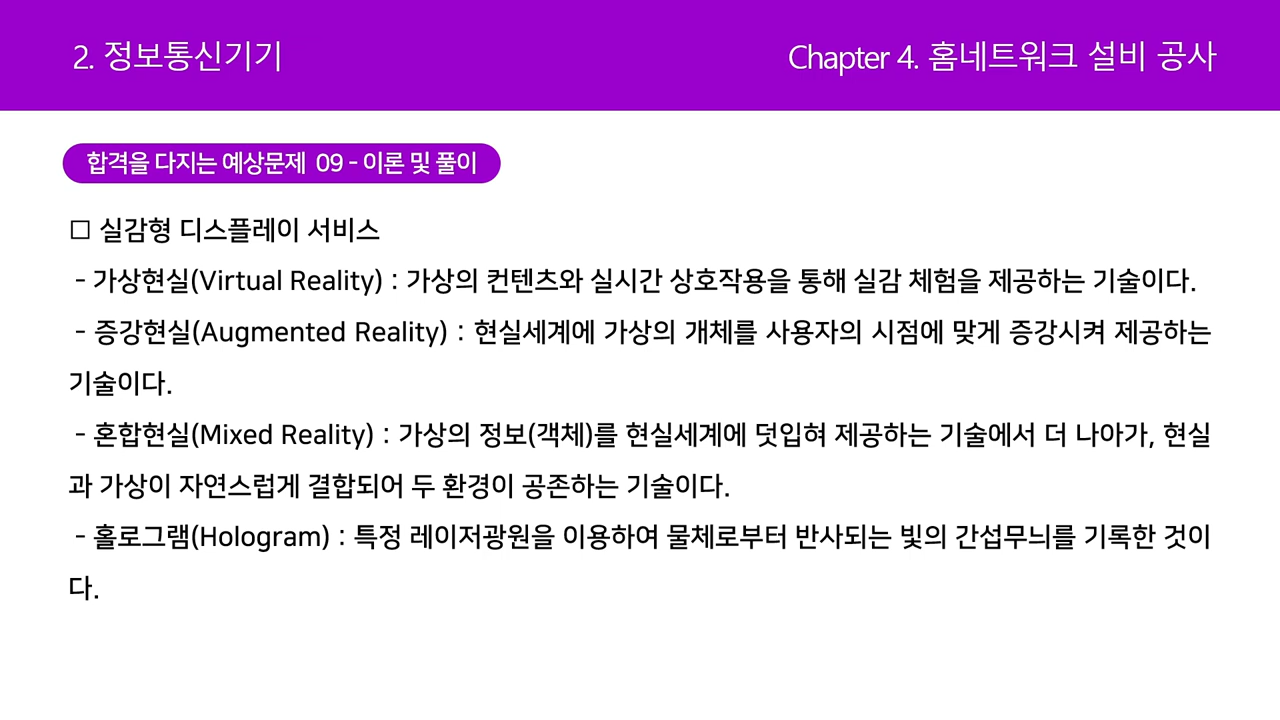 2. 정보통신기기
Chapter 4. 홈네트워크 설비 공사
합격을 다지는 예상문제 09 - 이론 및 풀이
□ 실감형 디스플레이 서비스
- 가상현실(Virtual Reality) : 가상의 컨텐츠와 실시간 상호작용을 통해 실감 체험을 제공하는 기술이다.
- 증강현실(Augmented Reality) : 현실세계에 가상의 개체를 사용자의 시점에 맞게 증강시켜 제공하는
기술이다.
- 혼합현실(Mixed Reality) : 가상의 정보(객체)를 현실세계에 덧입혀 제공하는 기술에서 더 나아가, 현실
과 가상이 자연스럽게 결합되어 두 환경이 공존하는 기술이다.
- 홀로그램(Hologram) : 특정 레이저광원을 이용하여 물체로부터 반사되는 빛의 간섭무늬를 기록한 것이
다.